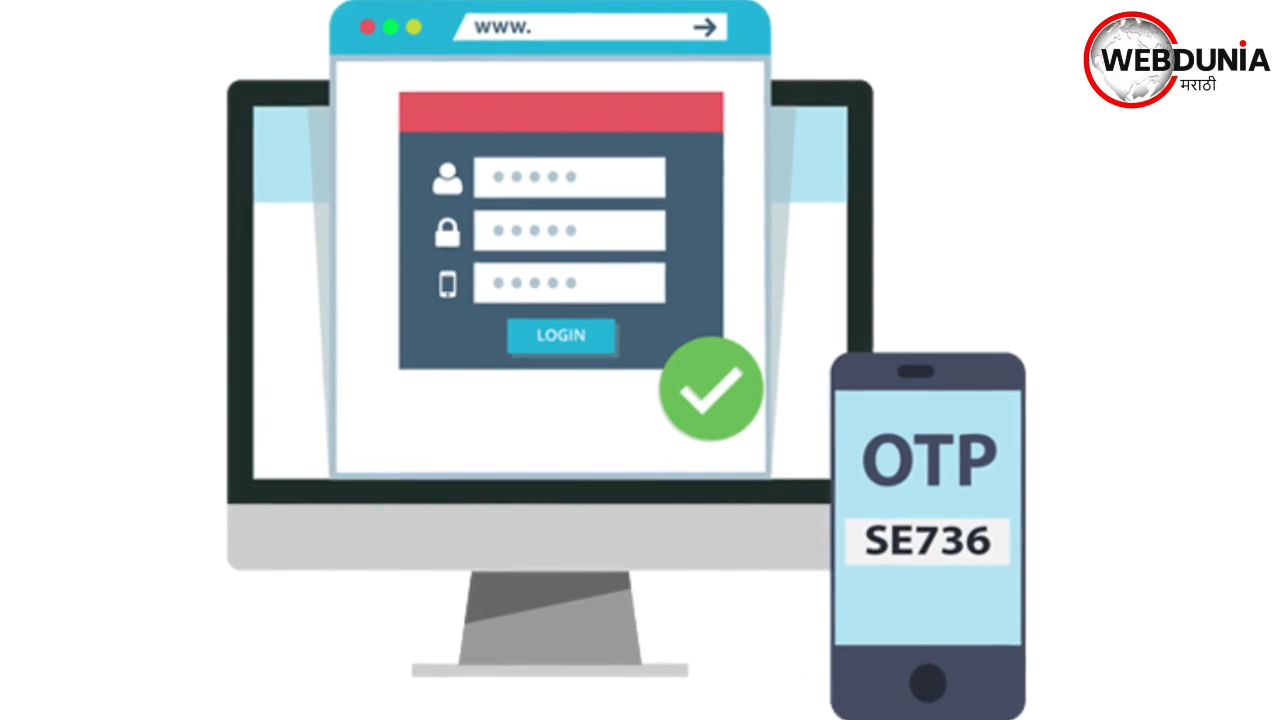 www.
WEBDUNIA
मराठी
LOGIN
OTP
SE736